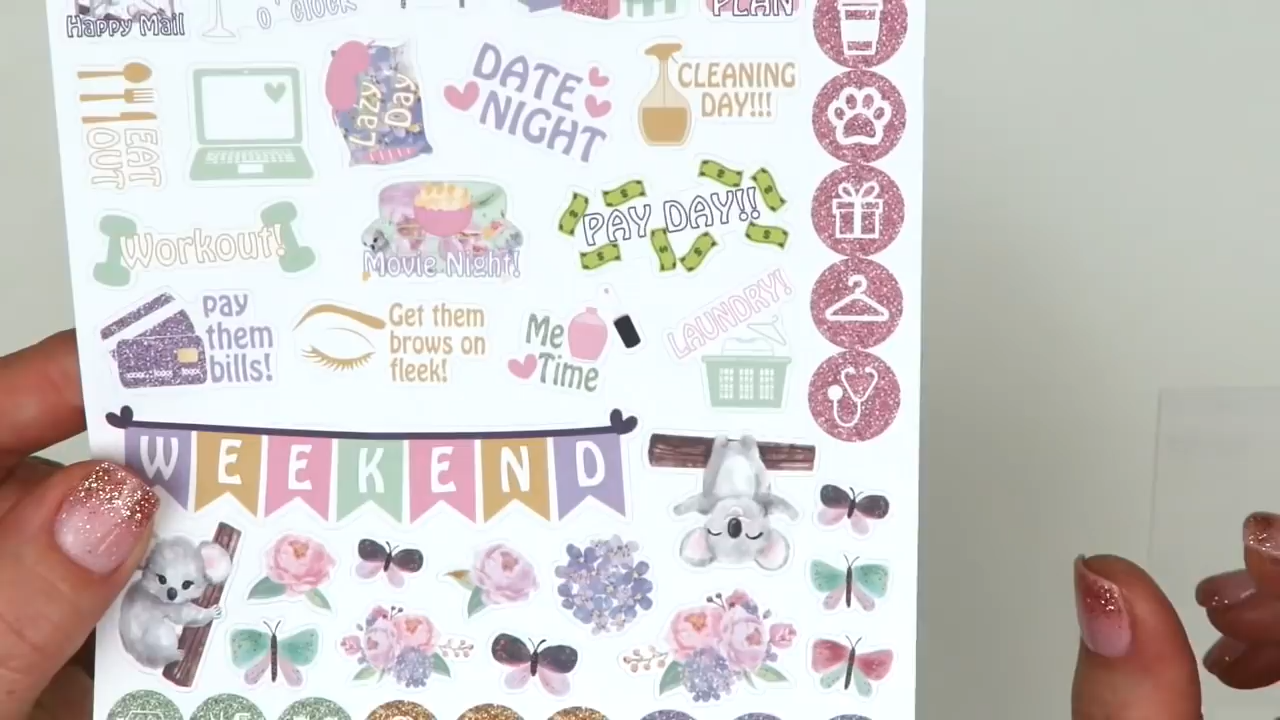 Happy Mail
o' clock
PLAN
EAT
OUT
Lazy
Day
DATE
NIGHT
CLEANING
DAY!!!
Workout!
Movie Night!
PAY DAY!!
pay
them
bills!
Get them
brows on
fleek!
Me
Time
LAUNDRY!
WEEKEND